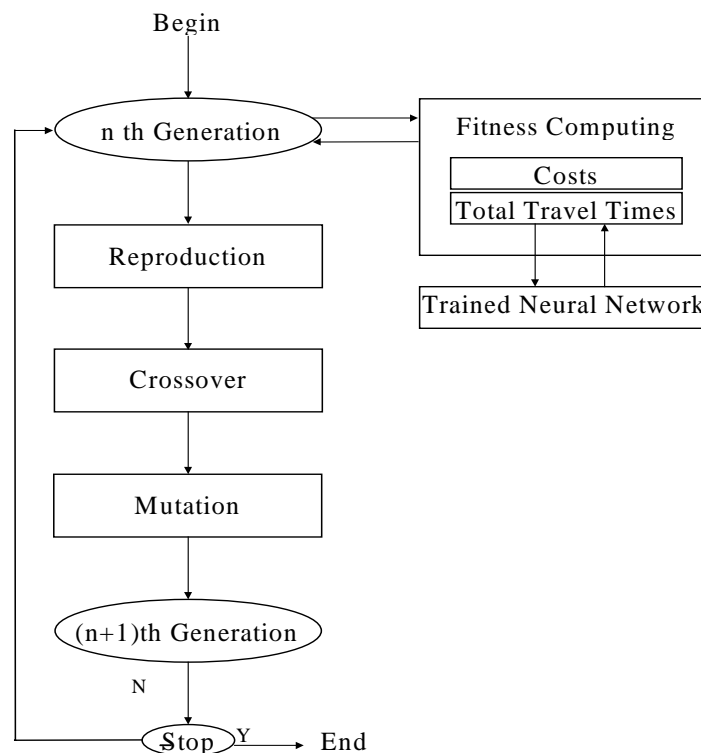 Begin
n th Generation
Fitness Computing
Costs
Total Travel Times
Reproduction
Trained Neural Network
Crossover
Mutation
(n+1)th Generation
N
Stop
Y
End